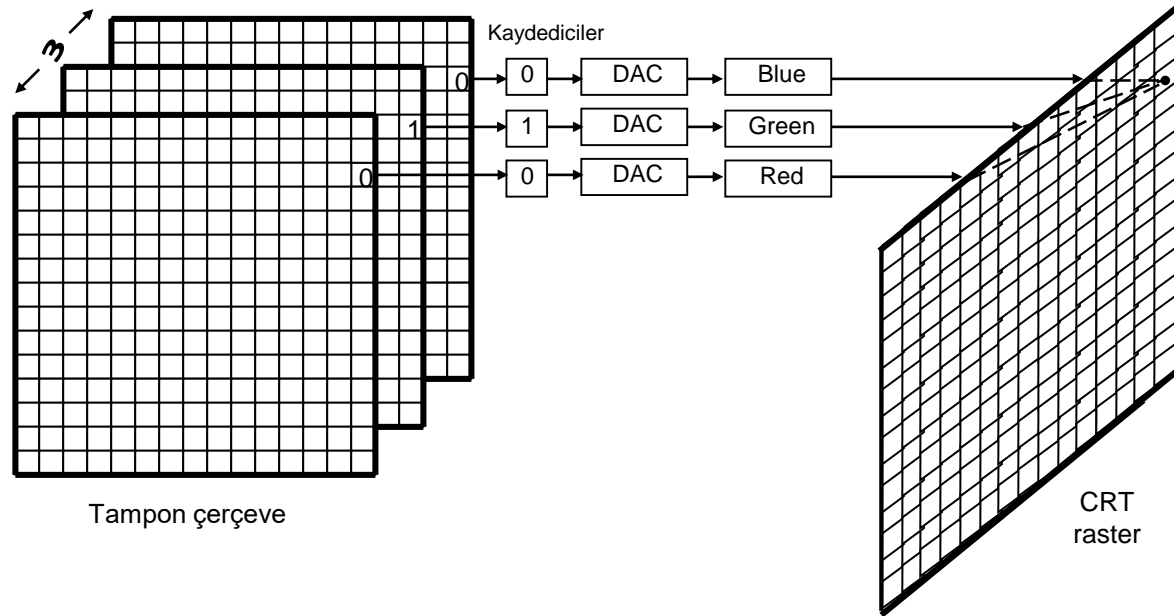 3
Kaydediciler
0 0 DAC Blue
1 1 DAC Green
0 0 DAC Red
Tampon çerçeve
CRT
raster